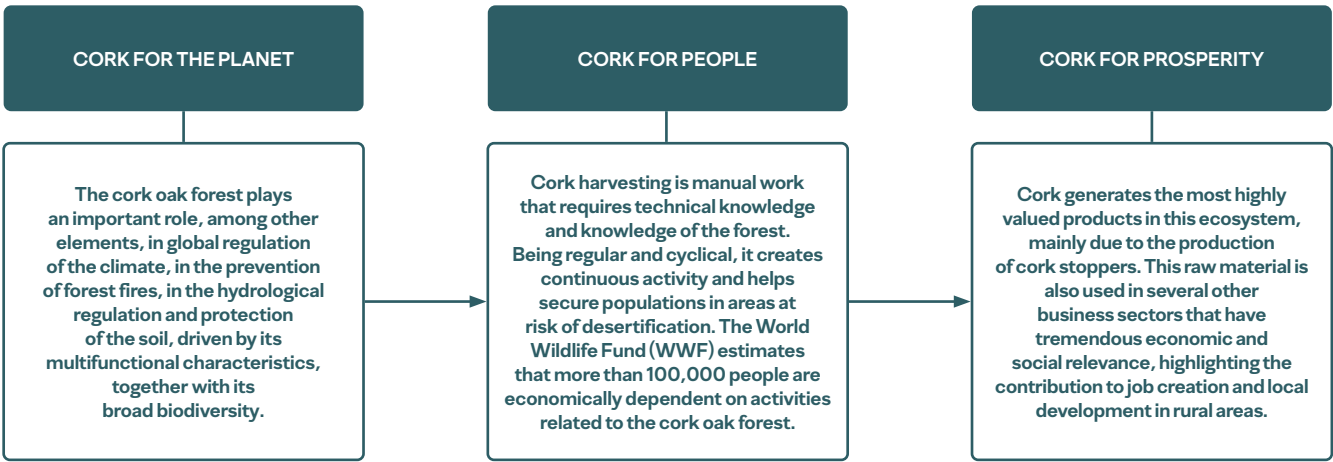 CORK FOR THE PLANET
The cork oak forest plays
an important role, among other
elements, in global regulation
of the climate, in the prevention
of forest fires, in the hydrological
regulation and protection
of the soil, driven by its
multifunctional characteristics,
together with its
broad biodiversity.
CORK FOR PEOPLE
Cork harvesting is manual work
that requires technical knowledge
and knowledge of the forest.
Being regular and cyclical, it creates
continuous activity and helps
secure populations in areas at
risk of desertification. The World
Wildlife Fund (WWF) estimates
that more than 100,000 people are
economically dependent on activities
related to the cork oak forest.
CORK FOR PROSPERITY
Cork generates the most highly
valued products in this ecosystem,
mainly due to the production
of cork stoppers. This raw material is
also used in several other
business sectors that have
tremendous economic and
social relevance, highlighting the
contribution to job creation and local
development in rural areas.